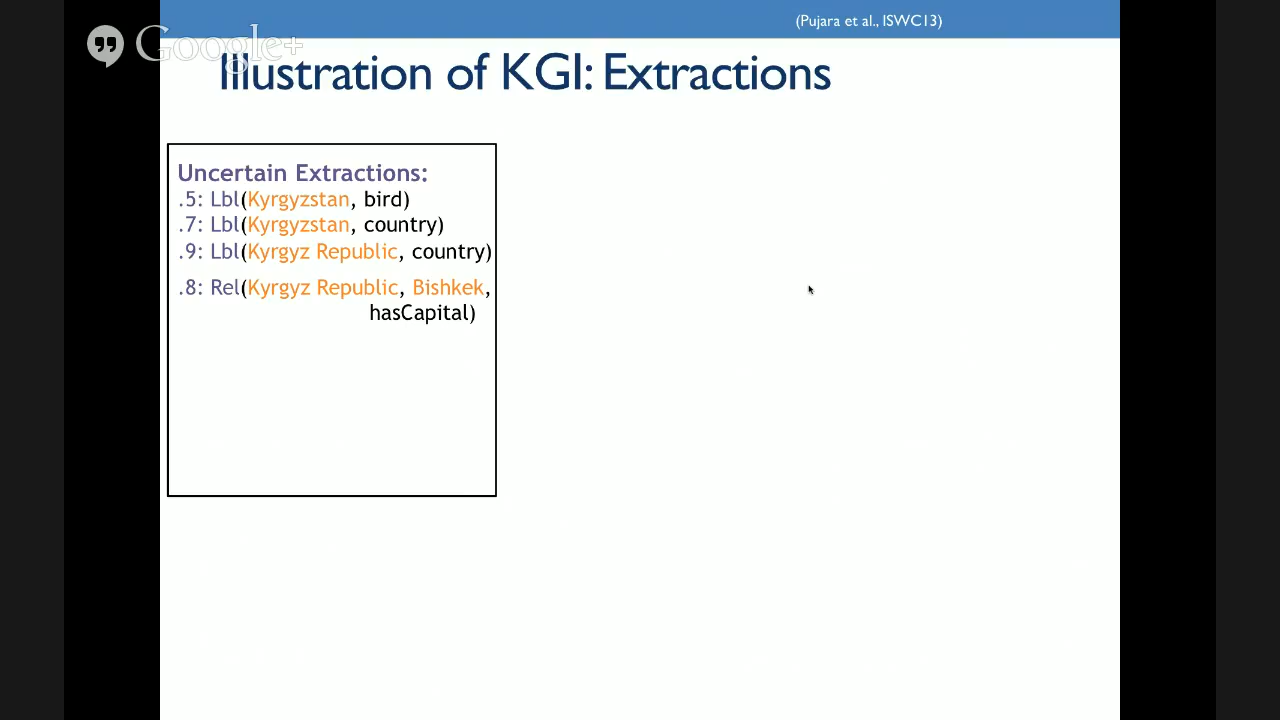 (Pujara et al., ISWC13)
Google+
Illustration of KGI: Extractions
Uncertain Extractions:
.5: Lbl(Kyrgyzstan, bird)
.7: Lbl(Kyrgyzstan, country)
.9: Lbl(Kyrgyz Republic, country)
.8: Rel(Kyrgyz Republic, Bishkek,
hasCapital)